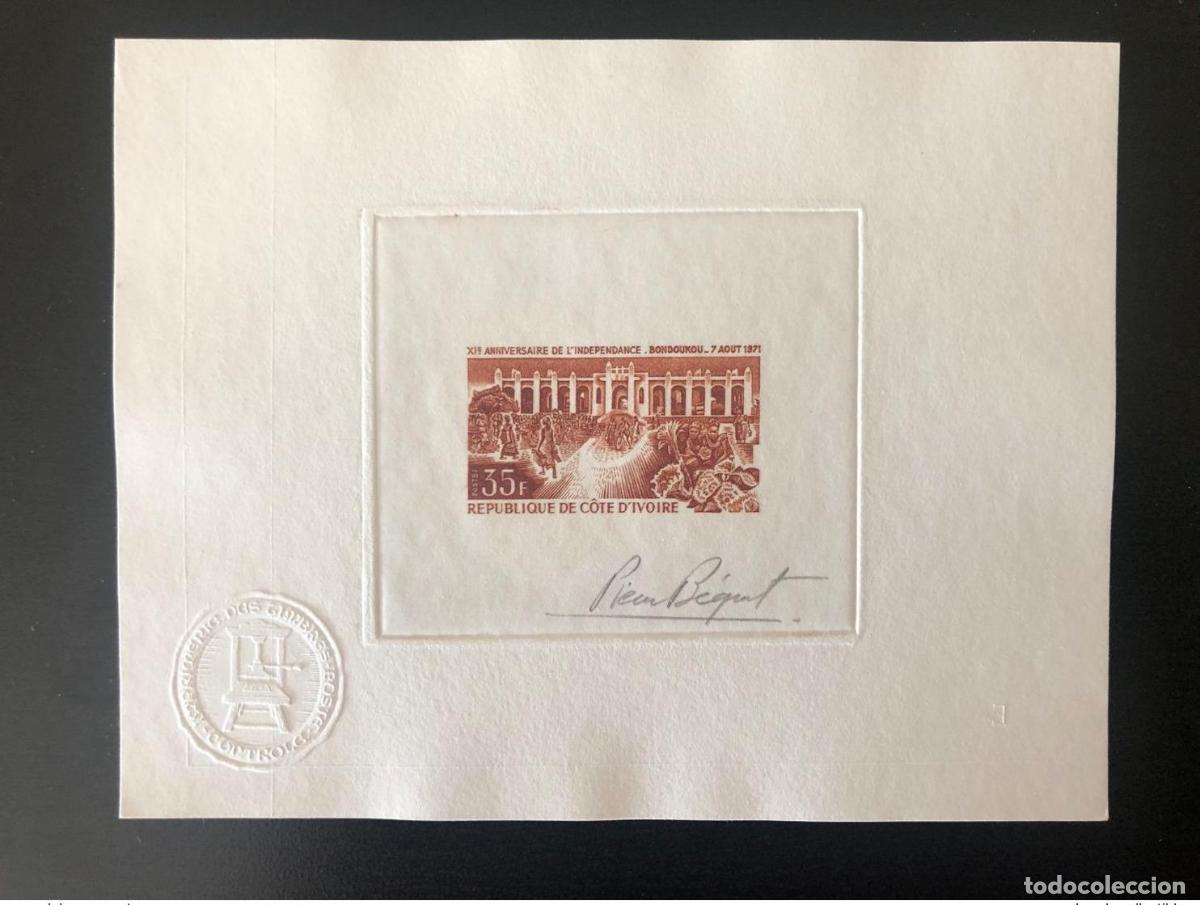 XIe ANNIVERSAIRE DE L'INDEPENDANCE . BONDOUKOU _ 7 AOUT 1971
POSTES 35F
REPUBLIQUE DE CÔTE D'IVOIRE
Pierre Béquet
IMPRIMERIE DES TIMBRES-POSTE
CONTROLE
todocoleccion